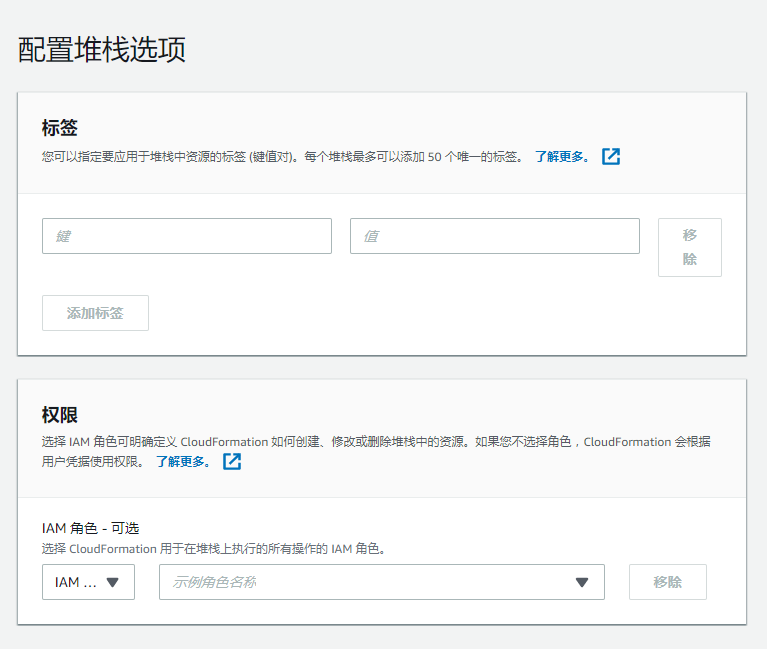 配置堆栈选项
标签
您可以指定要应用于堆栈中资源的标签 (键值对)。每个堆栈最多可以添加 50 个唯一的标签。 了解更多。
键 值 移
除
添加标签
权限
选择 IAM 角色可明确定义 CloudFormation 如何创建、修改或删除堆栈中的资源。如果您不选择角色，CloudFormation 会根据
用户凭据使用权限。 了解更多。
IAM 角色 - 可选
选择 CloudFormation 用于在堆栈上执行的所有操作的 IAM 角色。
IAM ... 示例角色名称 移除